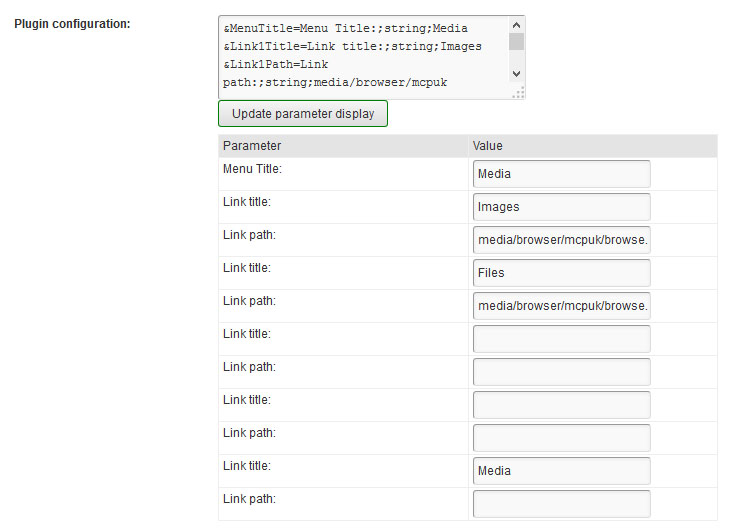 Plugin configuration:
&MenuTitle=Menu Title:;string;Media
&Link1Title=Link title:;string;Images
&Link1Path=Link
path:;string;media/browser/mcpuk
Update parameter display
Parameter Value
Menu Title: Media
Link title: Images
Link path: media/browser/mcpuk/browse.
Link title: Files
Link path: media/browser/mcpuk/browse.
Link title:
Link path:
Link title:
Link path:
Link title: Media
Link path: